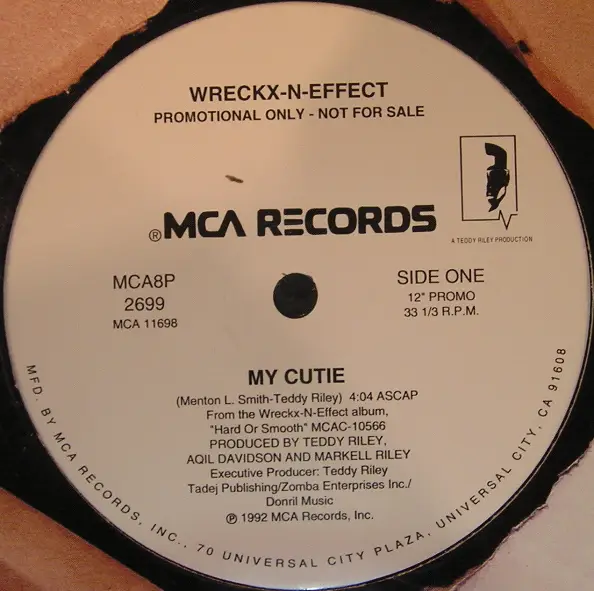 WRECKX-N-EFFECT
PROMOTIONAL ONLY - NOT FOR SALE
A TEDDY RILEY PRODUCTION
®MCA RECORDS
MCA8P
2699
MCA 11698
SIDE ONE
12" PROMO
33 1/3 R.P.M.
MY CUTIE
(Menton L. Smith-Teddy Riley) 4:04 ASCAP
From the Wreckx-N-Effect album,
"Hard Or Smooth" MCAC-10566
PRODUCED BY TEDDY RILEY,
AQIL DAVIDSON AND MARKELL RILEY
Executive Producer: Teddy Riley
Tadej Publishing/Zomba Enterprises Inc./
Donril Music
℗ 1992 MCA Records, Inc.
MFD. BY MCA RECORDS, INC., 70 UNIVERSAL CITY PLAZA, UNIVERSAL CITY, CA 91608